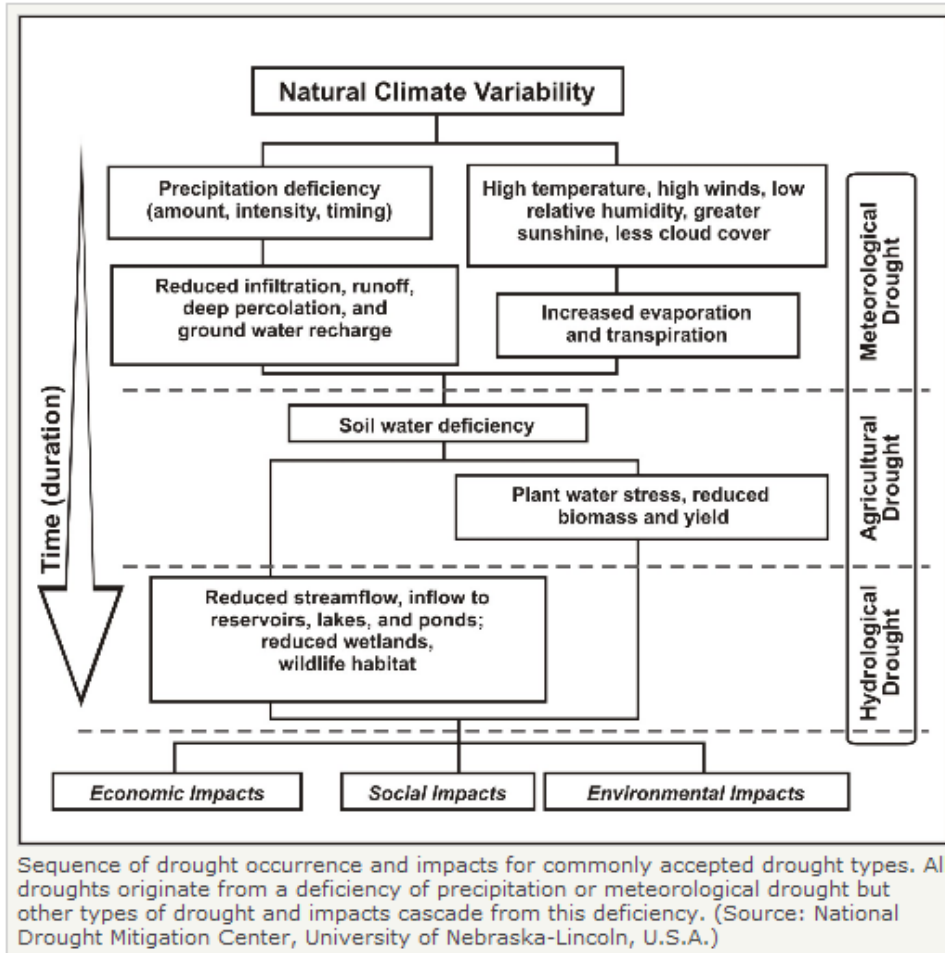 Natural Climate Variability
Precipitation deficiency
(amount, intensity, timing)
High temperature, high winds, low
relative humidity, greater
sunshine, less cloud cover
Reduced infiltration, runoff,
deep percolation, and
ground water recharge
Increased evaporation
and transpiration
Soil water deficiency
Plant water stress, reduced
biomass and yield
Reduced streamflow, inflow to
reservoirs, lakes, and ponds;
reduced wetlands,
wildlife habitat
Economic Impacts
Social Impacts
Environmental Impacts
Time (duration)
Meteorological
Drought
Agricultural
Drought
Hydrological
Drought
Sequence of drought occurrence and impacts for commonly accepted drought types. Al
droughts originate from a deficiency of precipitation or meteorological drought but
other types of drought and impacts cascade from this deficiency. (Source: National
Drought Mitigation Center, University of Nebraska-Lincoln, U.S.A.)